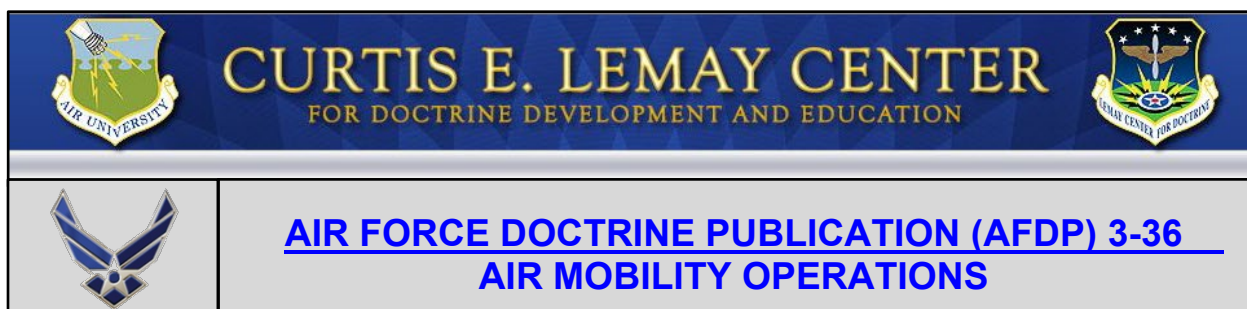 AIR UNIVERSITY
CURTIS E. LEMAY CENTER
FOR DOCTRINE DEVELOPMENT AND EDUCATION
LEMAY CENTER FOR DOCTRINE
AIR FORCE DOCTRINE PUBLICATION (AFDP) 3-36
AIR MOBILITY OPERATIONS